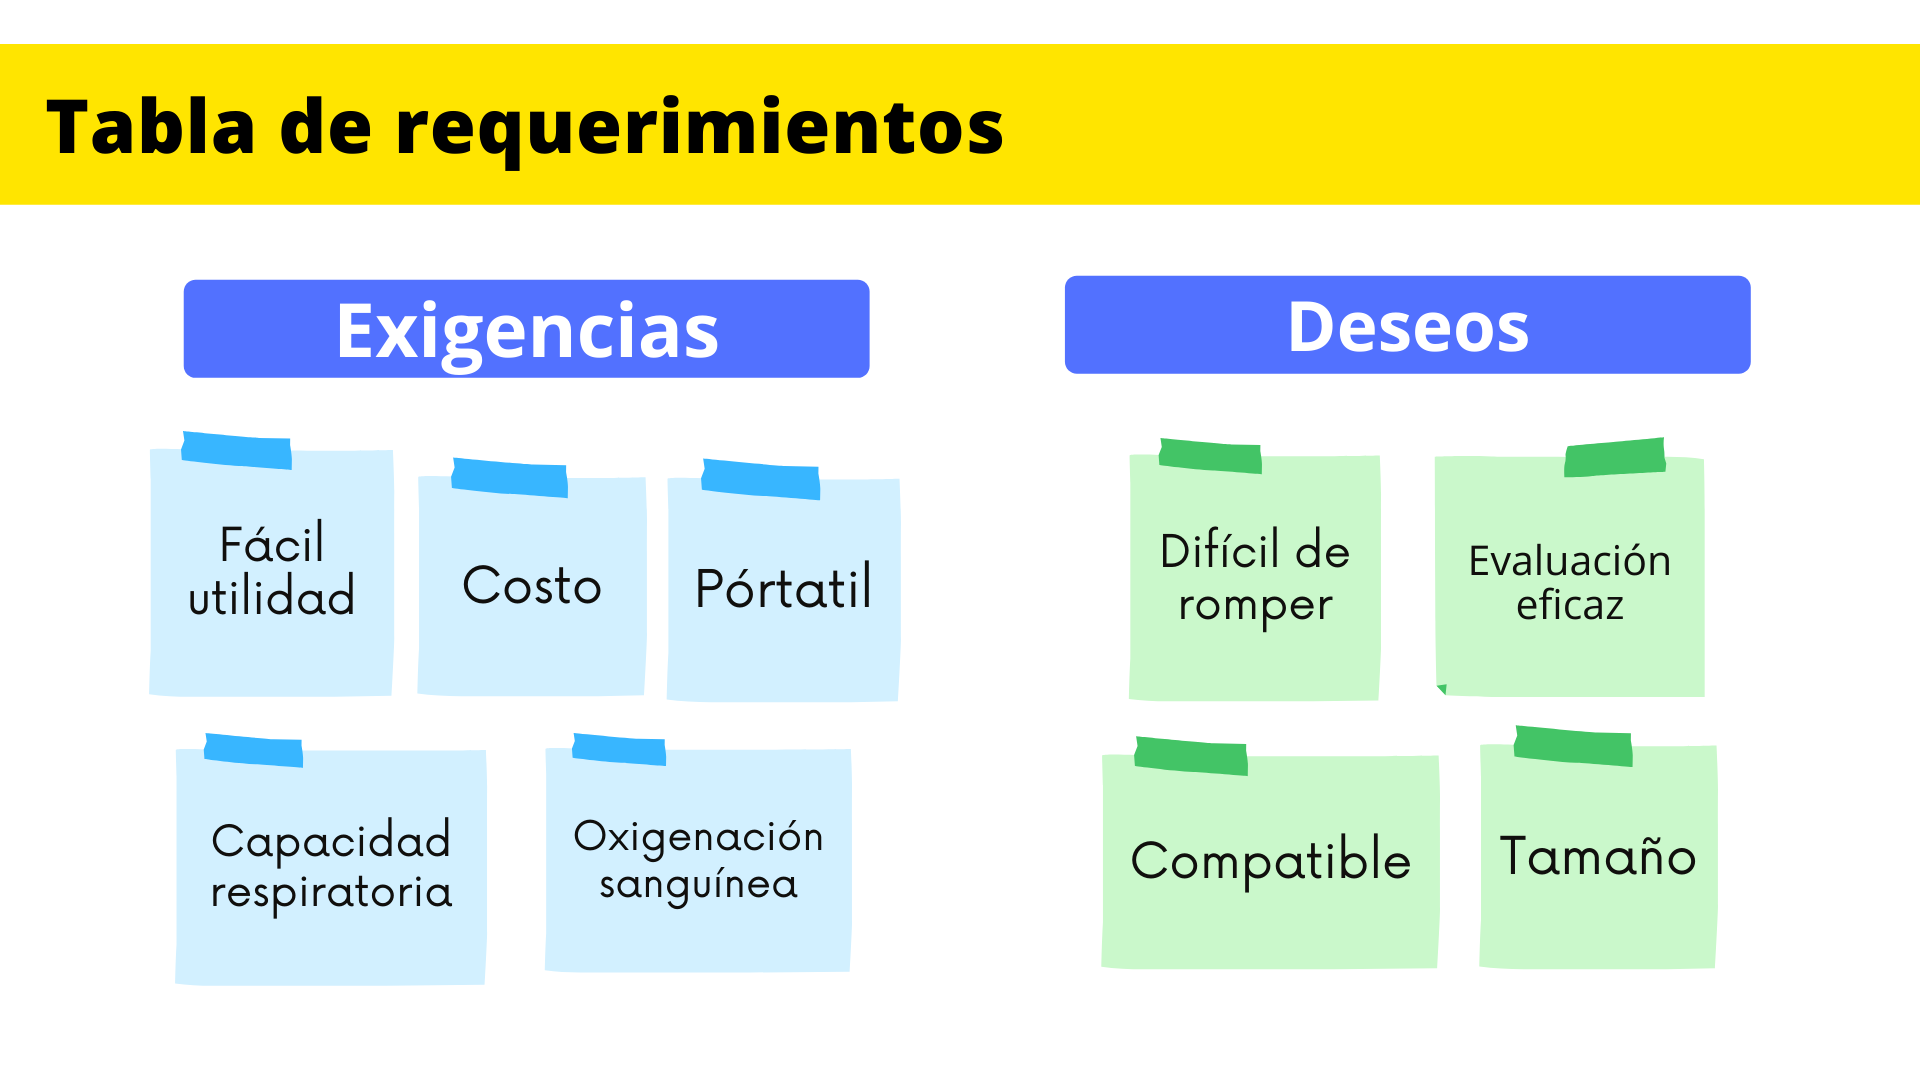 Tabla de requerimientos
Exigencias
Fácil
utilidad
Costo
Pórtatil
Capacidad
respiratoria
Oxigenación
sanguínea
Deseos
Difícil de
romper
Evaluación
eficaz
Compatible
Tamaño